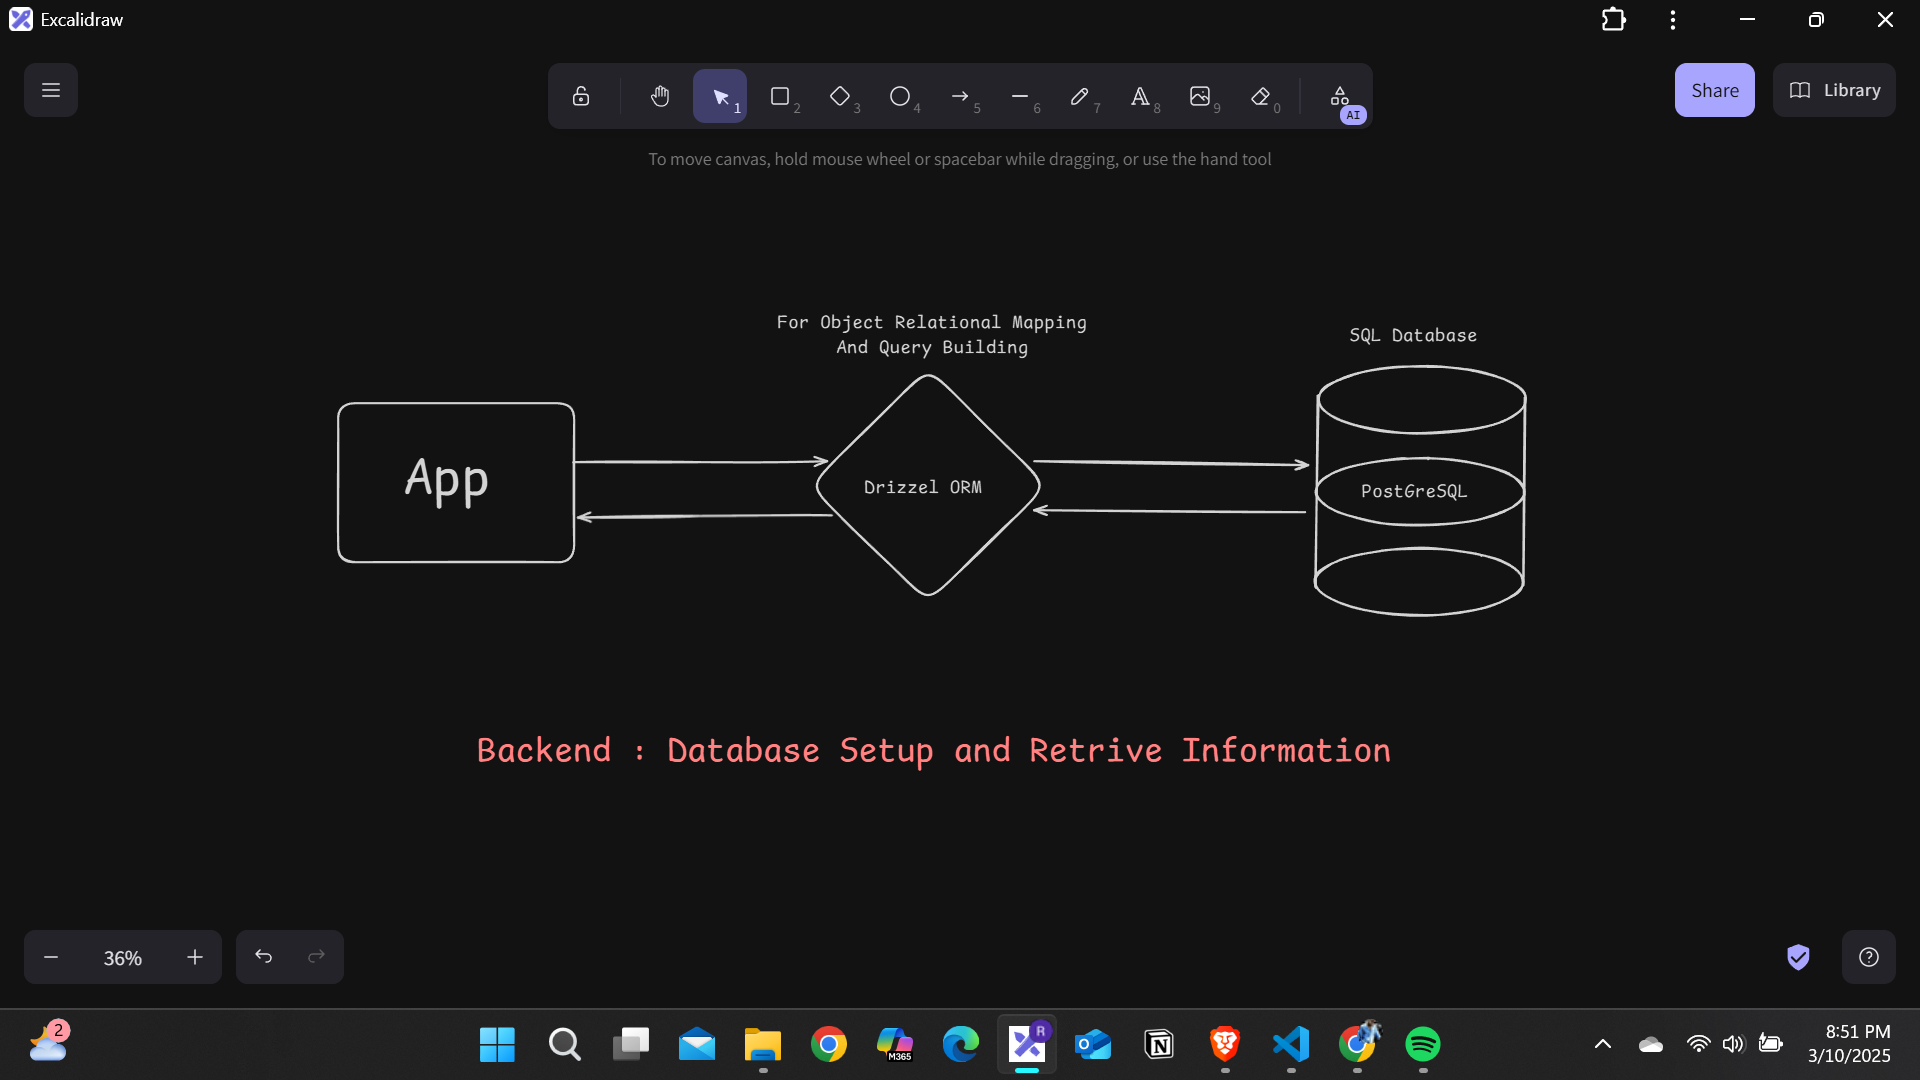 Excalidraw
1
2
3
4
5
6
7
8
9
0
AI
Share
Library
To move canvas, hold mouse wheel or spacebar while dragging, or use the hand tool
For Object Relational Mapping
And Query Building
SQL Database
App
Drizzel ORM
PostGreSQL
Backend : Database Setup and Retrive Information
36%
2
M365
R
8:51 PM
3/10/2025